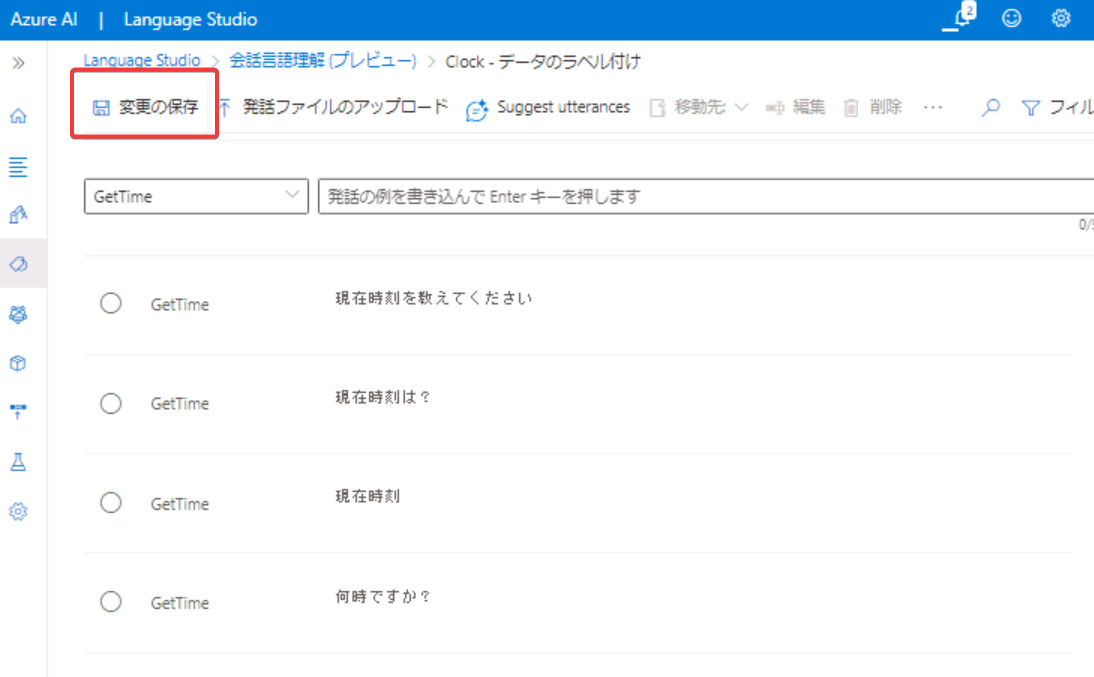 Azure AI | Language Studio 2
Language Studio > 会話言語理解 (プレビュー) > Clock - データのラベル付け
変更の保存 発話ファイルのアップロード Suggest utterances 移動先: 編集 削除 ... フィル
GetTime 発話の例を書き込んで Enter キーを押します
0/5
GetTime 現在時刻を教えてください
GetTime 現在時刻は？
GetTime 現在時刻
GetTime 何時ですか？